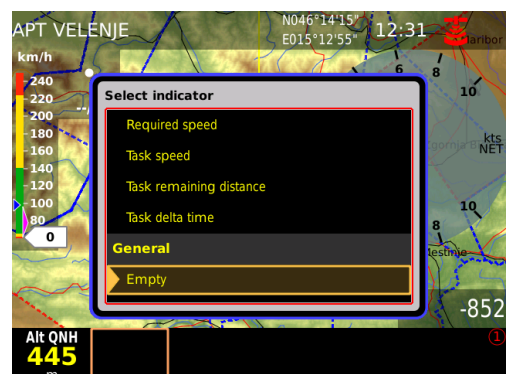 APT VELENJE
N046°14'15"
E015°12'55"
12:31
Maribor
km/h
240
220
200
180
160
140
120
100
80
0
6
8
10
kts
NET
10
8
Select indicator
Required speed
Task speed
Task remaining distance
Task delta time
General
Empty
-852
Alt QNH
445
m
①